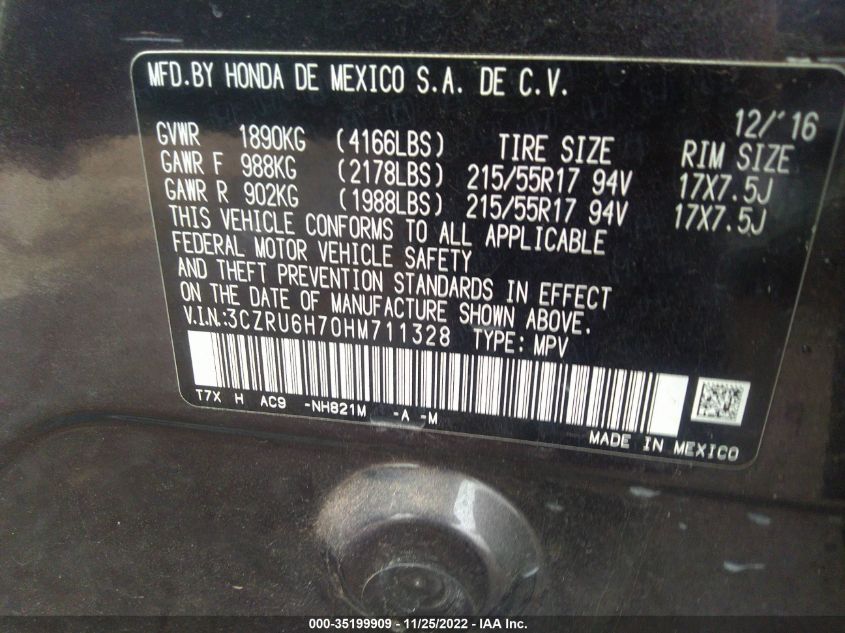 MFD.BY HONDA DE MEXICO S.A. DE C.V.
12/'16
GVWR 1890KG (4166LBS) TIRE SIZE RIM SIZE
GAWR F 988KG (2178LBS) 215/55R17 94V 17X7.5J
GAWR R 902KG (1988LBS) 215/55R17 94V 17X7.5J
THIS VEHICLE CONFORMS TO ALL APPLICABLE
FEDERAL MOTOR VEHICLE SAFETY
AND THEFT PREVENTION STANDARDS IN EFFECT
ON THE DATE OF MANUFACTURE SHOWN ABOVE.
V.I.N.:3CZRU6H70HM711328 TYPE: MPV
T7X H AC9 -NH821M -A -M
MADE IN MEXICO
000-35199909 - 11/25/2022 - IAA Inc.